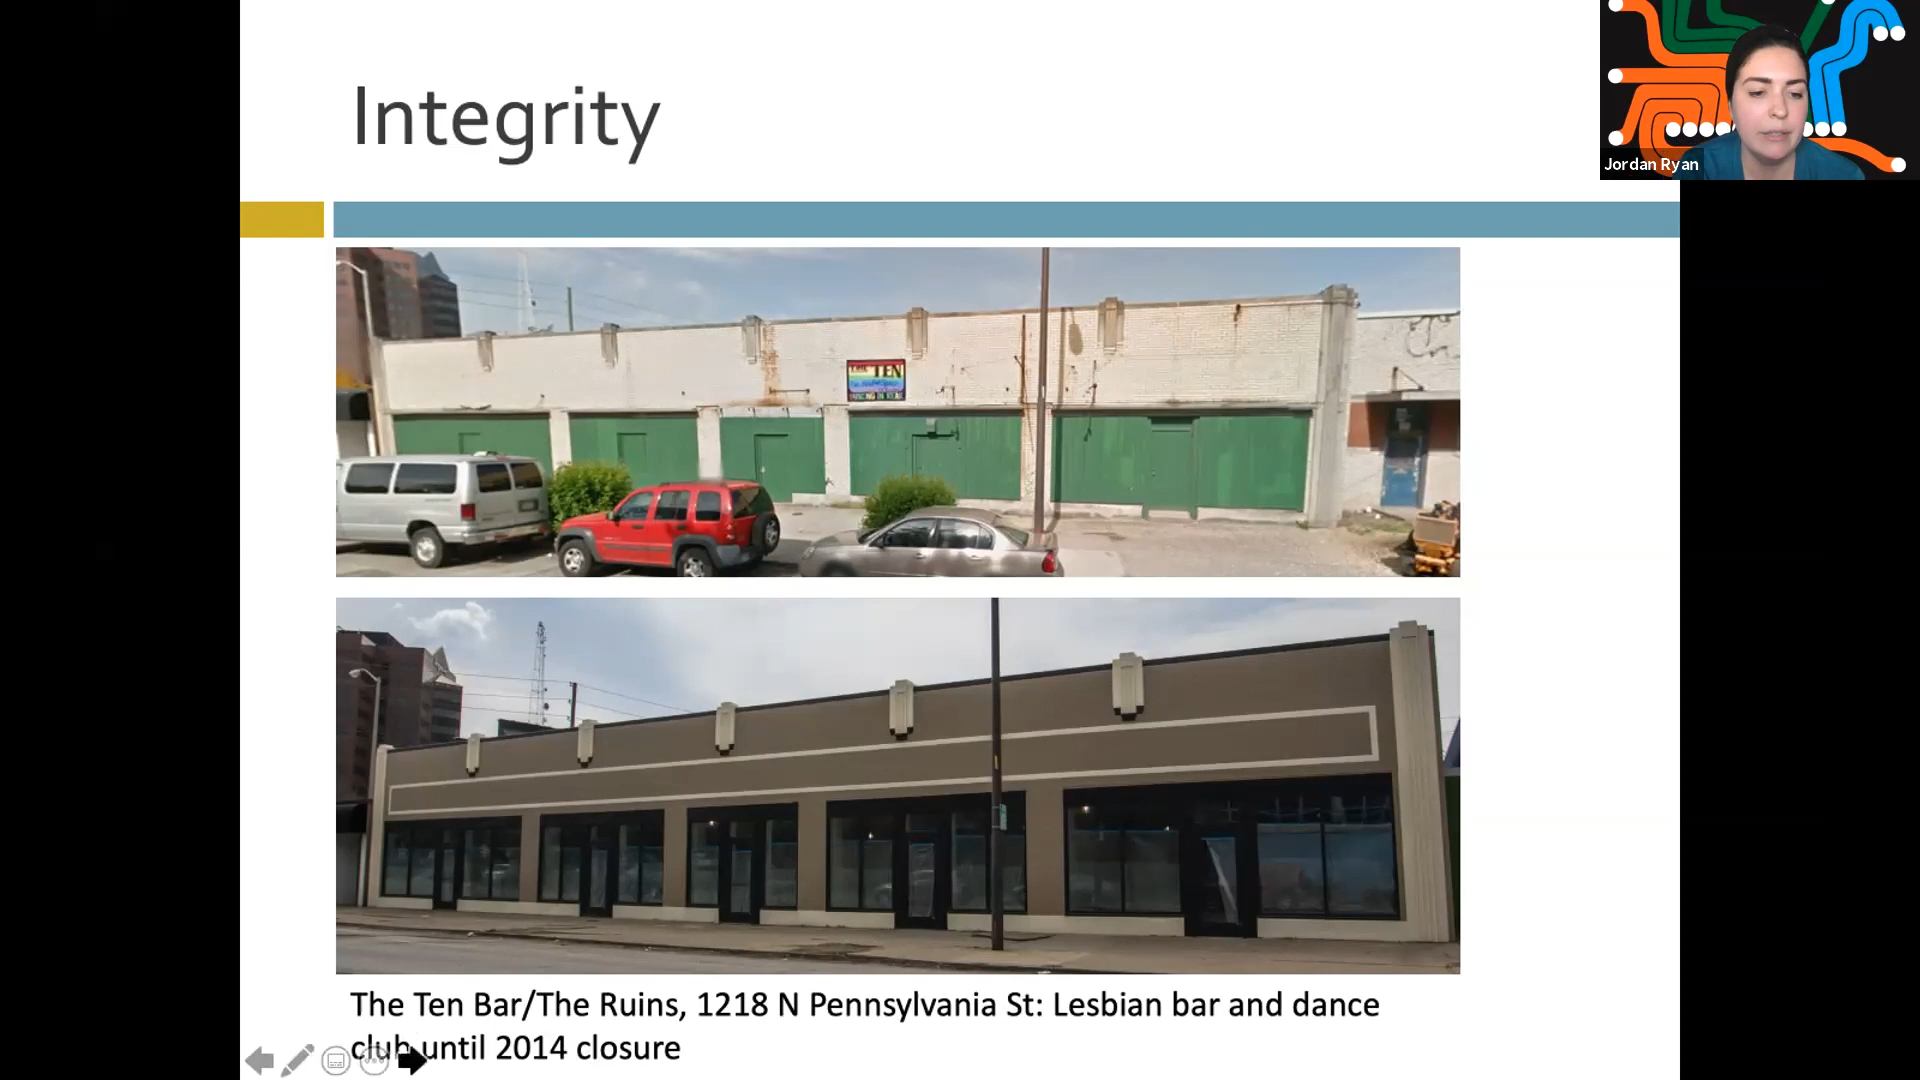 Integrity
Jordan Ryan
THE TEN
The Ten Bar/The Ruins, 1218 N Pennsylvania St: Lesbian bar and dance
club until 2014 closure